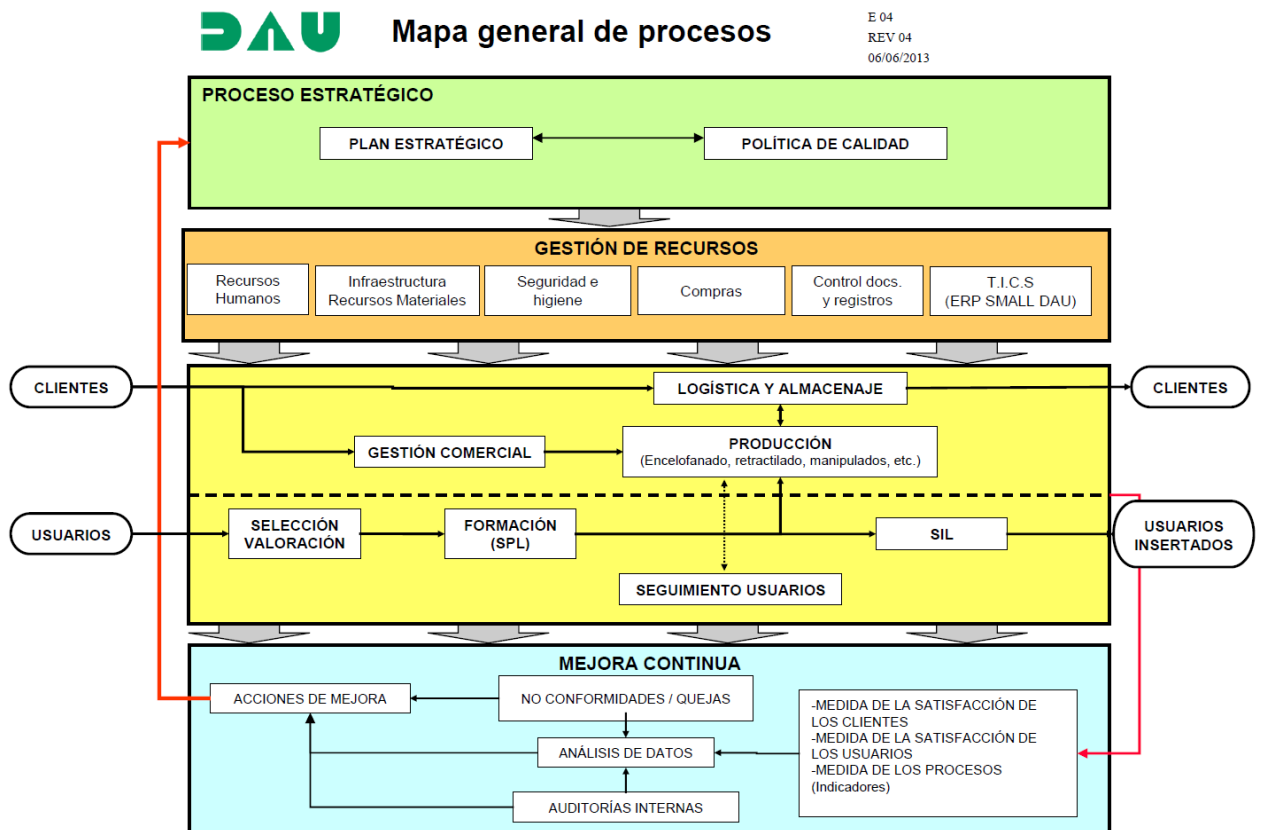 DAU
Mapa general de procesos
E 04
REV 04
06/06/2013
PROCESO ESTRATÉGICO
PLAN ESTRATÉGICO
POLÍTICA DE CALIDAD
GESTIÓN DE RECURSOS
Recursos
Humanos
Infraestructura
Recursos Materiales
Seguridad e
higiene
Compras
Control docs.
y registros
T.I.C.S
(ERP SMALL DAU)
CLIENTES
LOGÍSTICA Y ALMACENAJE
CLIENTES
GESTIÓN COMERCIAL
PRODUCCIÓN
(Encelofanado, retractilado, manipulados, etc.)
USUARIOS
SELECCIÓN
VALORACIÓN
FORMACIÓN
(SPL)
SIL
USUARIOS
INSERTADOS
SEGUIMIENTO USUARIOS
MEJORA CONTINUA
ACCIONES DE MEJORA
NO CONFORMIDADES / QUEJAS
-MEDIDA DE LA SATISFACCIÓN DE
LOS CLIENTES
-MEDIDA DE LA SATISFACCIÓN DE
LOS USUARIOS
-MEDIDA DE LOS PROCESOS
(Indicadores)
ANÁLISIS DE DATOS
AUDITORÍAS INTERNAS